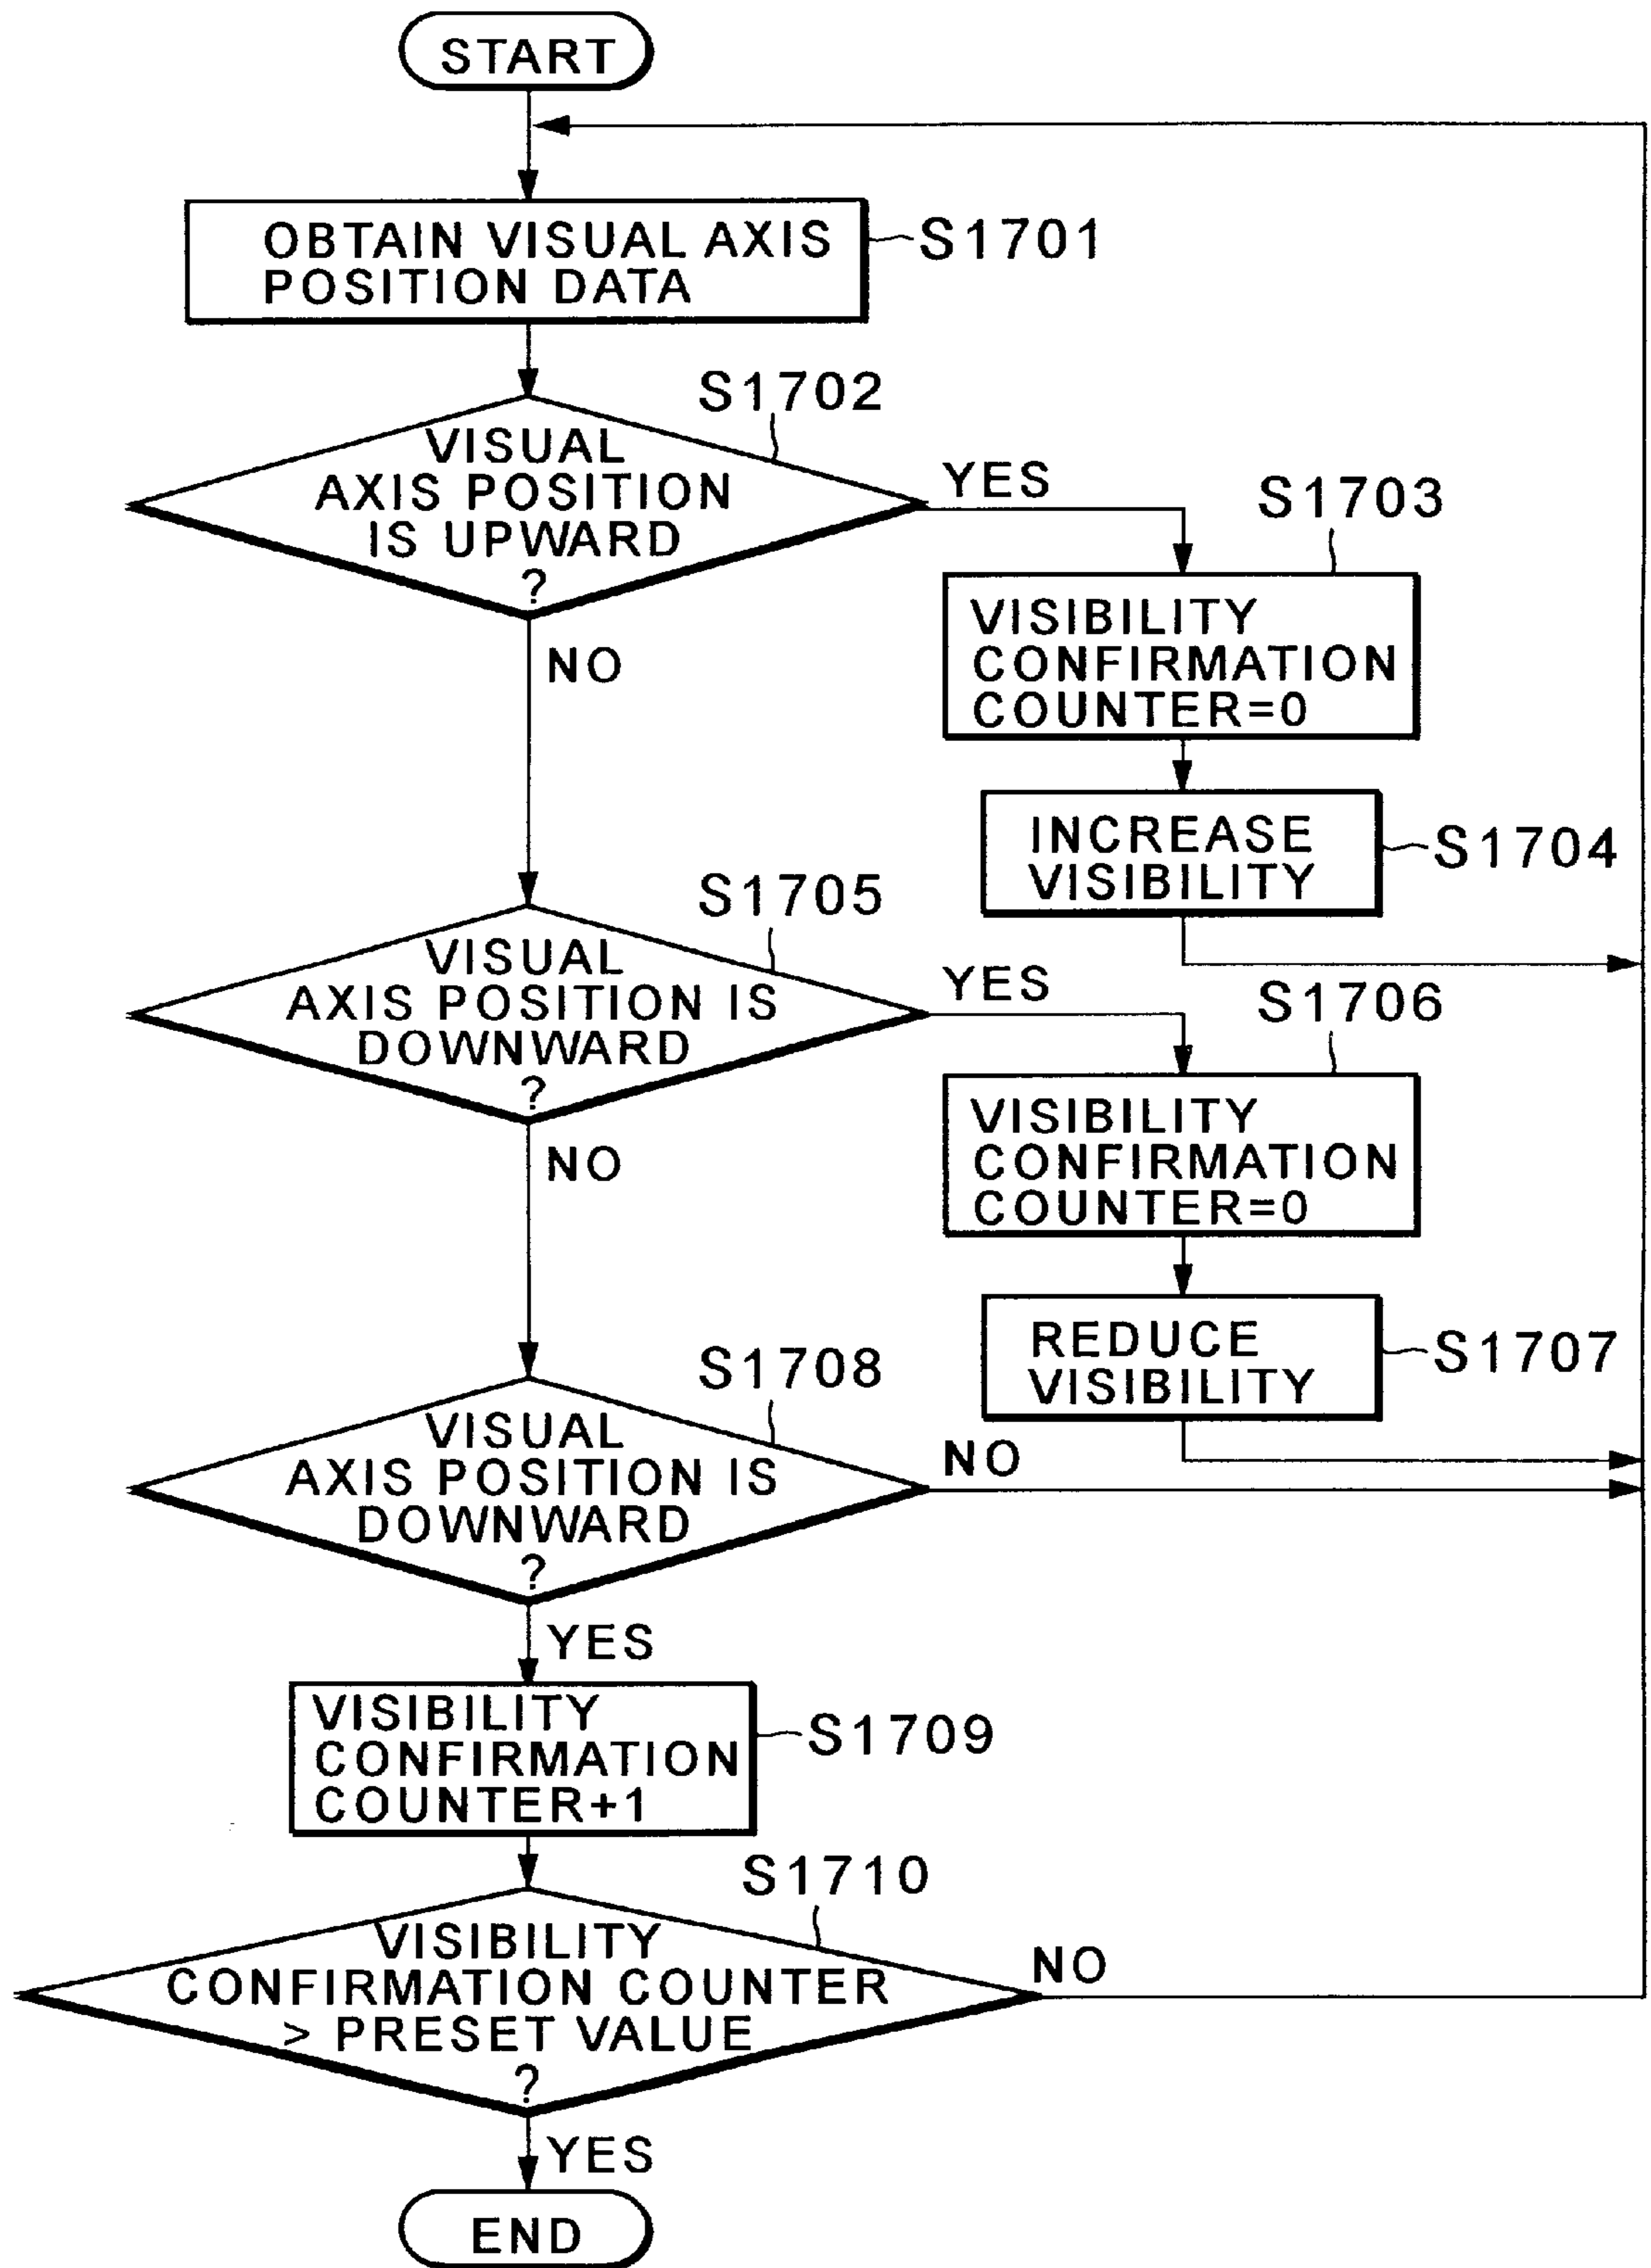 START
OBTAIN VISUAL AXIS
POSITION DATA
S1701
S1702
VISUAL
AXIS POSITION
IS UPWARD
?
YES
NO
S1703
VISIBILITY
CONFIRMATION
COUNTER=0
INCREASE
VISIBILITY
S1704
S1705
VISUAL
AXIS POSITION IS
DOWNWARD
?
YES
NO
S1706
VISIBILITY
CONFIRMATION
COUNTER=0
REDUCE
VISIBILITY
S1707
S1708
VISUAL
AXIS POSITION IS
DOWNWARD
?
NO
YES
VISIBILITY
CONFIRMATION
COUNTER+1
S1709
S1710
VISIBILITY
CONFIRMATION COUNTER
> PRESET VALUE
?
NO
YES
END